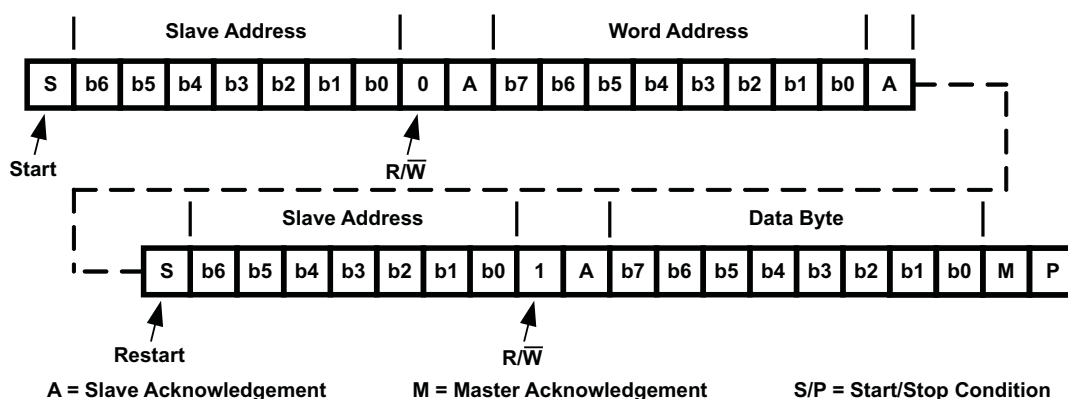 Slave Address Word Address
S b6 b5 b4 b3 b2 b1 b0 0 A b7 b6 b5 b4 b3 b2 b1 b0 A
Start R/W̅
Slave Address Data Byte
S b6 b5 b4 b3 b2 b1 b0 1 A b7 b6 b5 b4 b3 b2 b1 b0 M P
Restart R/W̅
A = Slave Acknowledgement M = Master Acknowledgement S/P = Start/Stop Condition